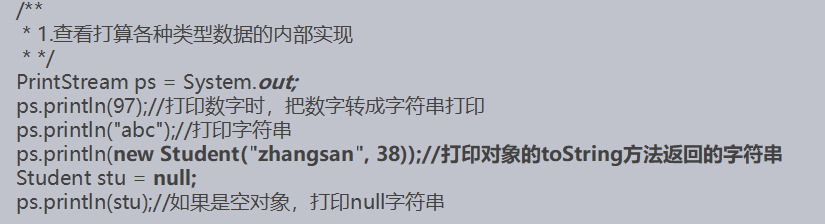 /**
* 1.查看打算各种类型数据的内部实现
* */
PrintStream ps = System.out;
ps.println(97);//打印数字时，把数字转成字符串打印
ps.println("abc");//打印字符串
ps.println(new Student("zhangsan", 38));//打印对象的toString方法返回的字符串
Student stu = null;
ps.println(stu);//如果是空对象，打印null字符串